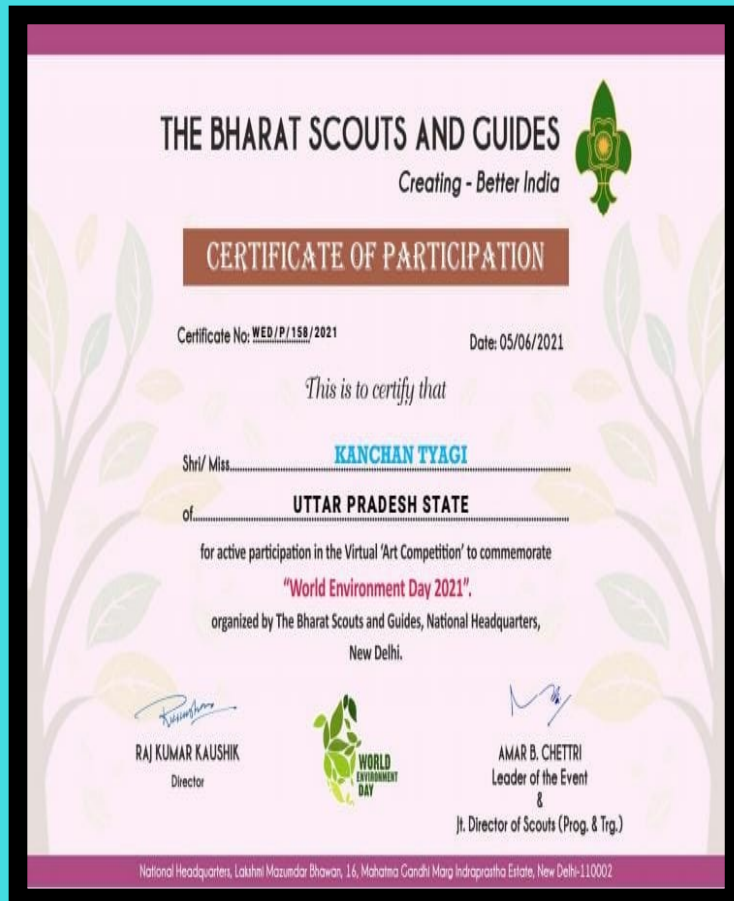 THE BHARAT SCOUTS AND GUIDES
Creating - Better India
CERTIFICATE OF PARTICIPATION
Certificate No: WED/P/158/2021 Date: 05/06/2021
This is to certify that
Shri/ Miss KANCHAN TYAGI
of UTTAR PRADESH STATE
for active participation in the Virtual ‘Art Competition’ to commemorate
“World Environment Day 2021”.
organized by The Bharat Scouts and Guides, National Headquarters,
New Delhi.
RAJ KUMAR KAUSHIK
Director
WORLD
ENVIRONMENT
DAY
AMAR B. CHETTRI
Leader of the Event
&
Jt. Director of Scouts (Prog. & Trg.)
National Headquarters, Lakshmi Mazumdar Bhawan, 16, Mahatma Gandhi Marg Indraprastha Estate, New Delhi-110002